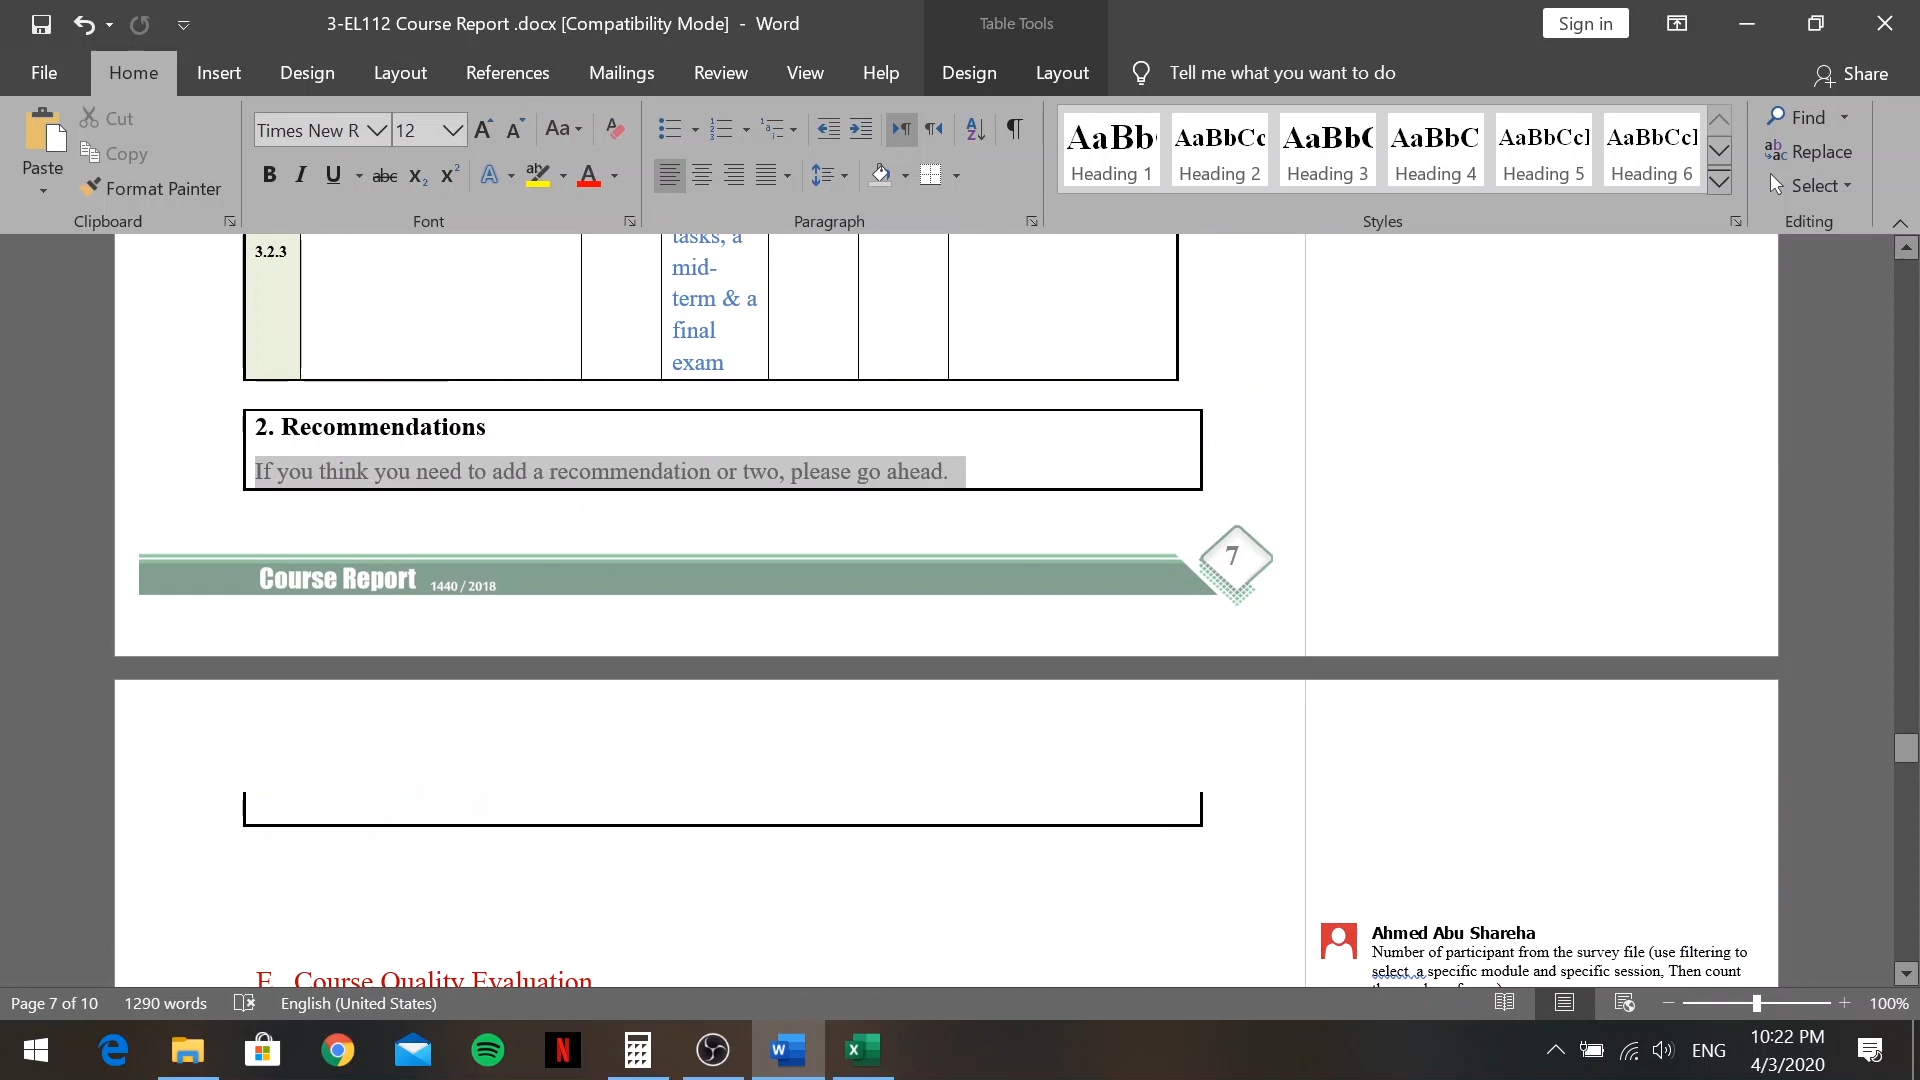 3-EL112 Course Report .docx [Compatibility Mode] - Word
Table Tools
Sign in
File
Home
Insert
Design
Layout
References
Mailings
Review
View
Help
Design
Layout
Tell me what you want to do
Share
Paste
Cut
Copy
Format Painter
Clipboard
Times New R
12
Aa
Font
Paragraph
AaBb
Heading 1
AaBbCc
Heading 2
AaBb
Heading 3
AaBbC
Heading 4
AaBbCc
Heading 5
AaBbCc
Heading 6
Styles
Find
Replace
Select
Editing
3.2.3
tasks, a
mid-
term & a
final
exam
2. Recommendations
If you think you need to add a recommendation or two, please go ahead.
Course Report 1440 / 2018
7
E. Course Quality Evaluation
Ahmed Abu Shareha
Number of participant from the survey file (use filtering to
select a specific module and specific session, Then count
Page 7 of 10
1290 words
English (United States)
100%
ENG
10:22 PM
4/3/2020